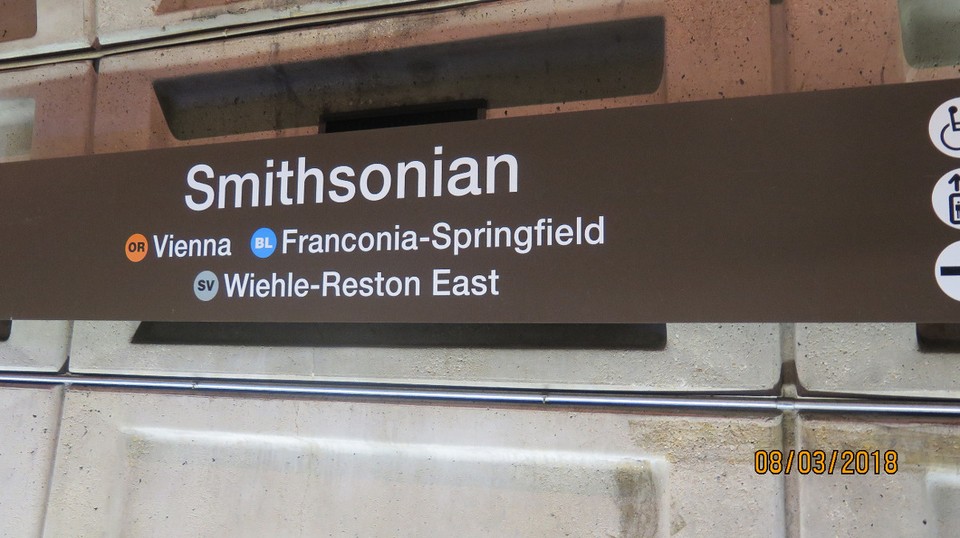 Smithsonian
OR Vienna BL Franconia-Springfield
SV Wiehle-Reston East
08/03/2018